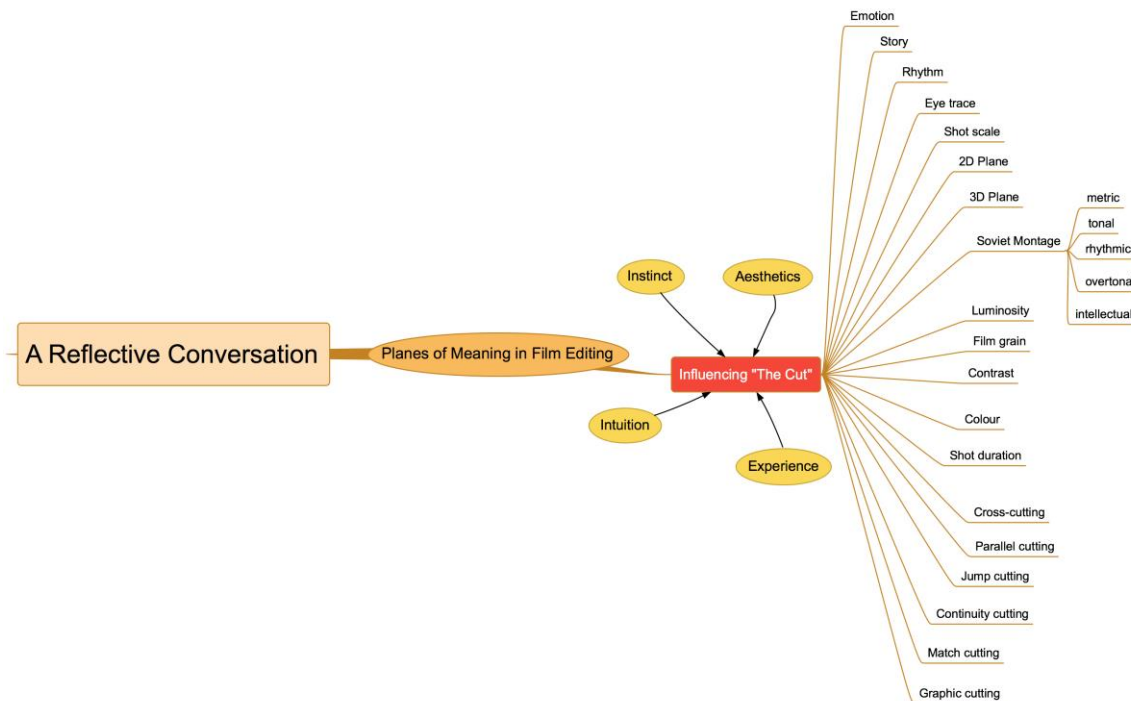 A Reflective Conversation
Planes of Meaning in Film Editing
Instinct
Aesthetics
Influencing "The Cut"
Intuition
Experience
Emotion
Story
Rhythm
Eye trace
Shot scale
2D Plane
3D Plane
Soviet Montage
metric
tonal
rhythmic
overtona
intellectual
Luminosity
Film grain
Contrast
Colour
Shot duration
Cross-cutting
Parallel cutting
Jump cutting
Continuity cutting
Match cutting
Graphic cutting